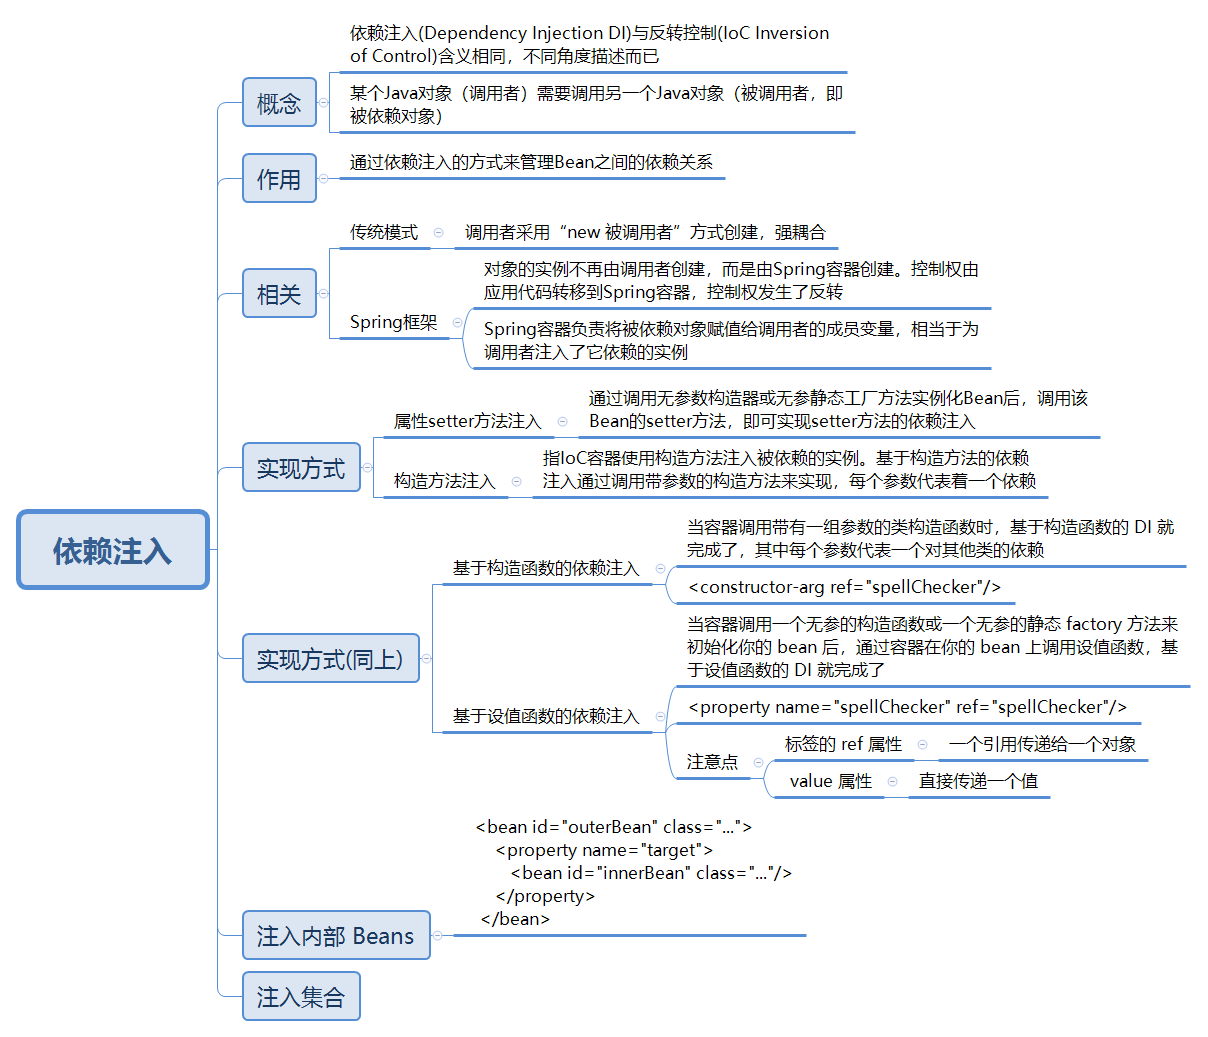 依赖注入
概念
依赖注入(Dependency Injection DI)与反转控制(IoC Inversion
of Control)含义相同，不同角度描述而已
某个Java对象（调用者）需要调用另一个Java对象（被调用者，即
被依赖对象）
作用
通过依赖注入的方式来管理Bean之间的依赖关系
相关
传统模式
调用者采用“new 被调用者”方式创建，强耦合
Spring框架
对象的实例不再由调用者创建，而是由Spring容器创建。控制权由
应用代码转移到Spring容器，控制权发生了反转
Spring容器负责将被依赖对象赋值给调用者的成员变量，相当于为
调用者注入了它依赖的实例
实现方式
属性setter方法注入
通过调用无参数构造器或无参静态工厂方法实例化Bean后，调用该
Bean的setter方法，即可实现setter方法的依赖注入
构造方法注入
指IoC容器使用构造方法注入被依赖的实例。基于构造方法的依赖
注入通过调用带参数的构造方法来实现，每个参数代表着一个依赖
实现方式(同上)
基于构造函数的依赖注入
当容器调用带有一组参数的类构造函数时，基于构造函数的 DI 就
完成了，其中每个参数代表一个对其他类的依赖
<constructor-arg ref="spellChecker"/>
基于设值函数的依赖注入
当容器调用一个无参的构造函数或一个无参的静态 factory 方法来
初始化你的 bean 后，通过容器在你的 bean 上调用设值函数，基
于设值函数的 DI 就完成了
<property name="spellChecker" ref="spellChecker"/>
注意点
标签的 ref 属性
一个引用传递给一个对象
value 属性
直接传递一个值
注入内部 Beans
<bean id="outerBean" class="...">
<property name="target">
<bean id="innerBean" class="..."/>
</property>
</bean>
注入集合